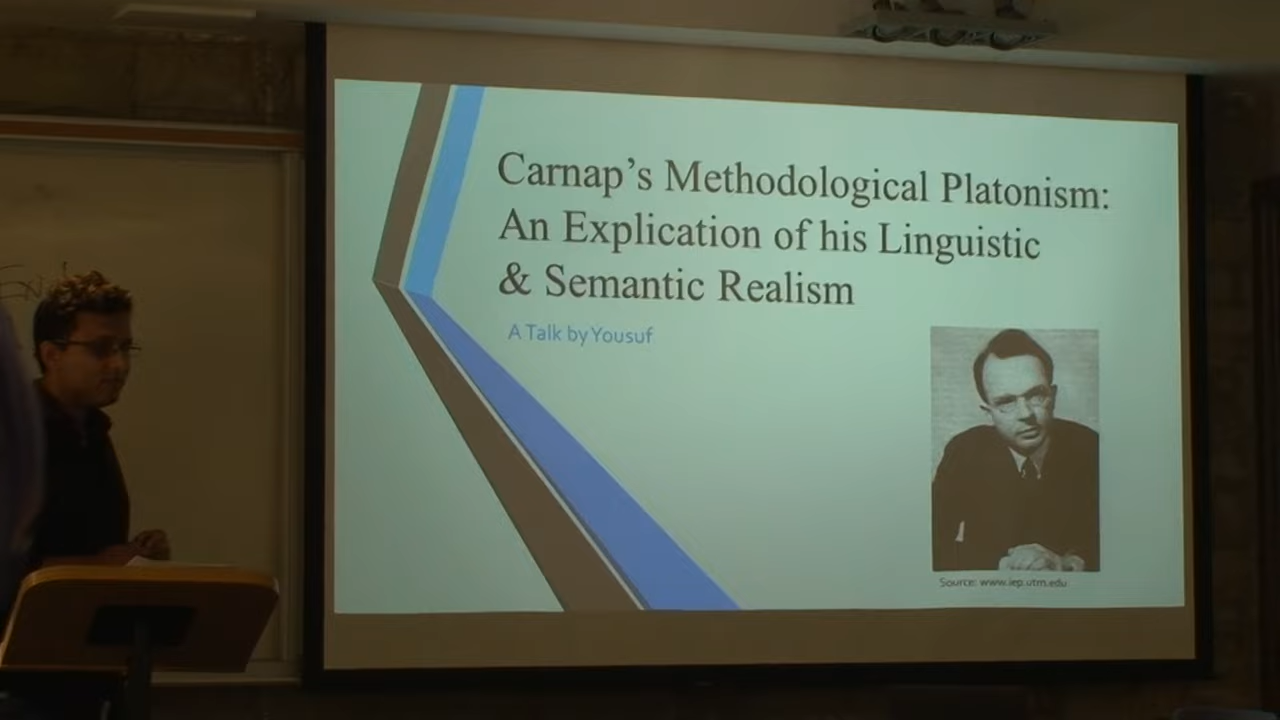 Carnap’s Methodological Platonism:
An Explication of his Linguistic
& Semantic Realism
A Talk by Yousuf
Source: www.iep.utm.edu